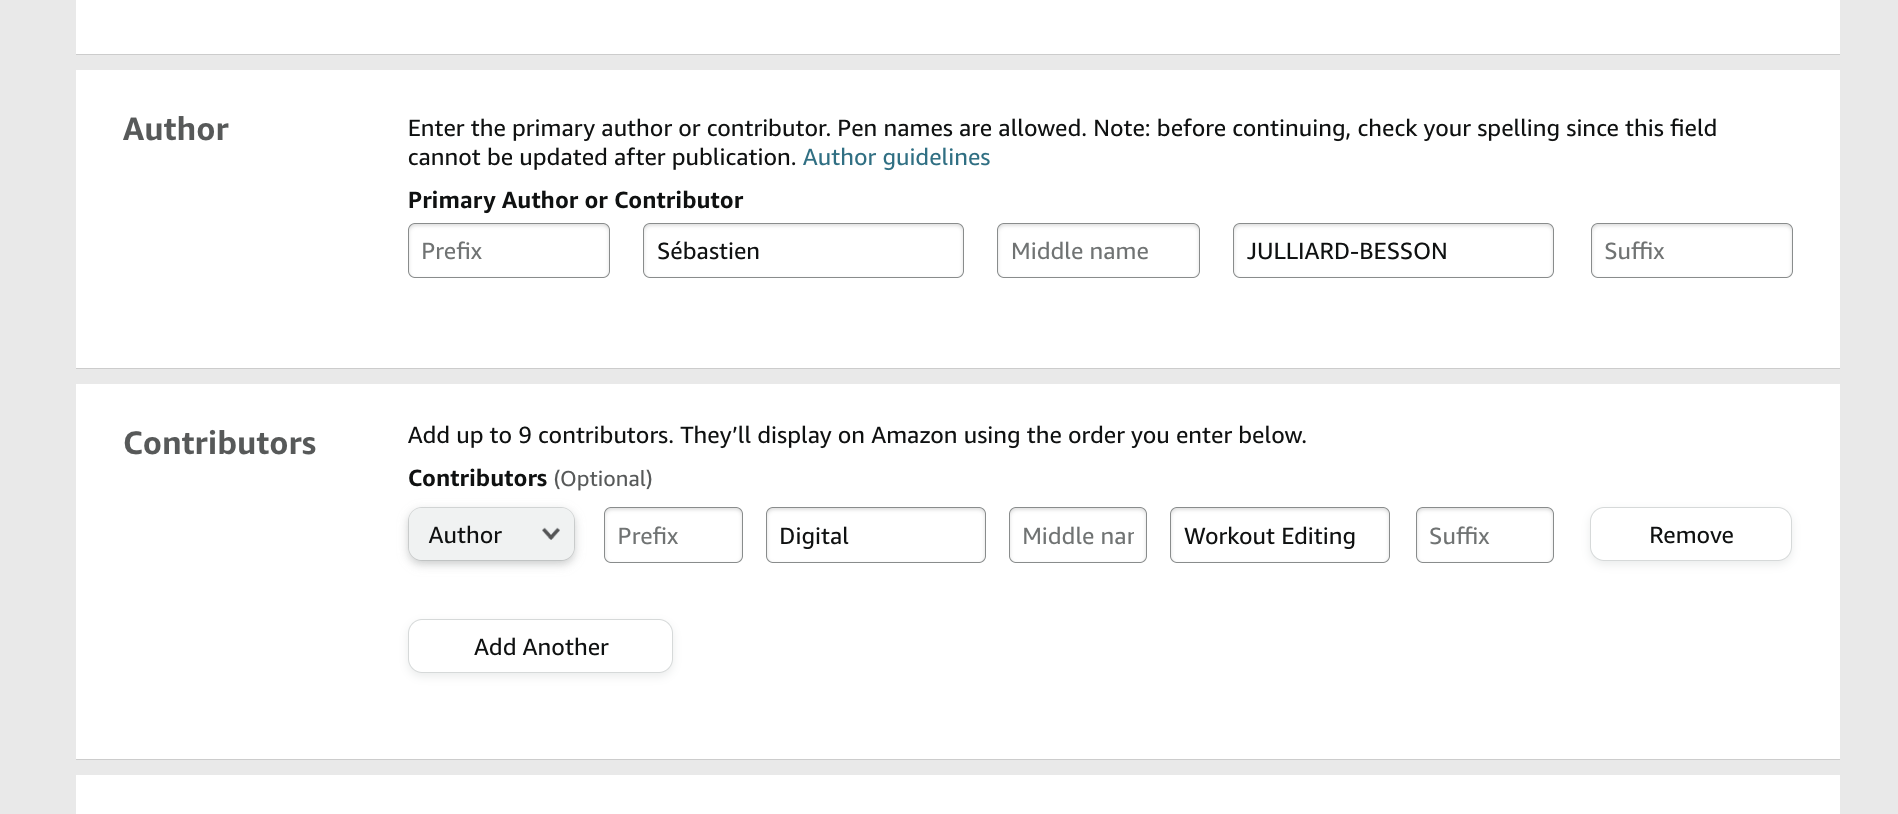 Author
Enter the primary author or contributor. Pen names are allowed. Note: before continuing, check your spelling since this field
cannot be updated after publication. Author guidelines
Primary Author or Contributor
Prefix Sébastien Middle name JULLIARD-BESSON Suffix
Contributors
Add up to 9 contributors. They’ll display on Amazon using the order you enter below.
Contributors (Optional)
Author Prefix Digital Middle nar Workout Editing Suffix Remove
Add Another